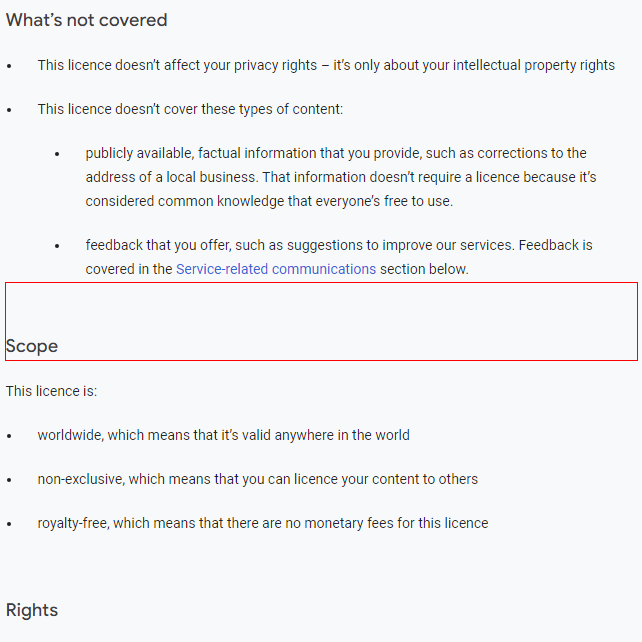 What’s not covered
• This licence doesn’t affect your privacy rights – it’s only about your intellectual property rights
• This licence doesn’t cover these types of content:
• publicly available, factual information that you provide, such as corrections to the
address of a local business. That information doesn’t require a licence because it’s
considered common knowledge that everyone’s free to use.
• feedback that you offer, such as suggestions to improve our services. Feedback is
covered in the Service-related communications section below.
Scope
This licence is:
• worldwide, which means that it’s valid anywhere in the world
• non-exclusive, which means that you can licence your content to others
• royalty-free, which means that there are no monetary fees for this licence
Rights